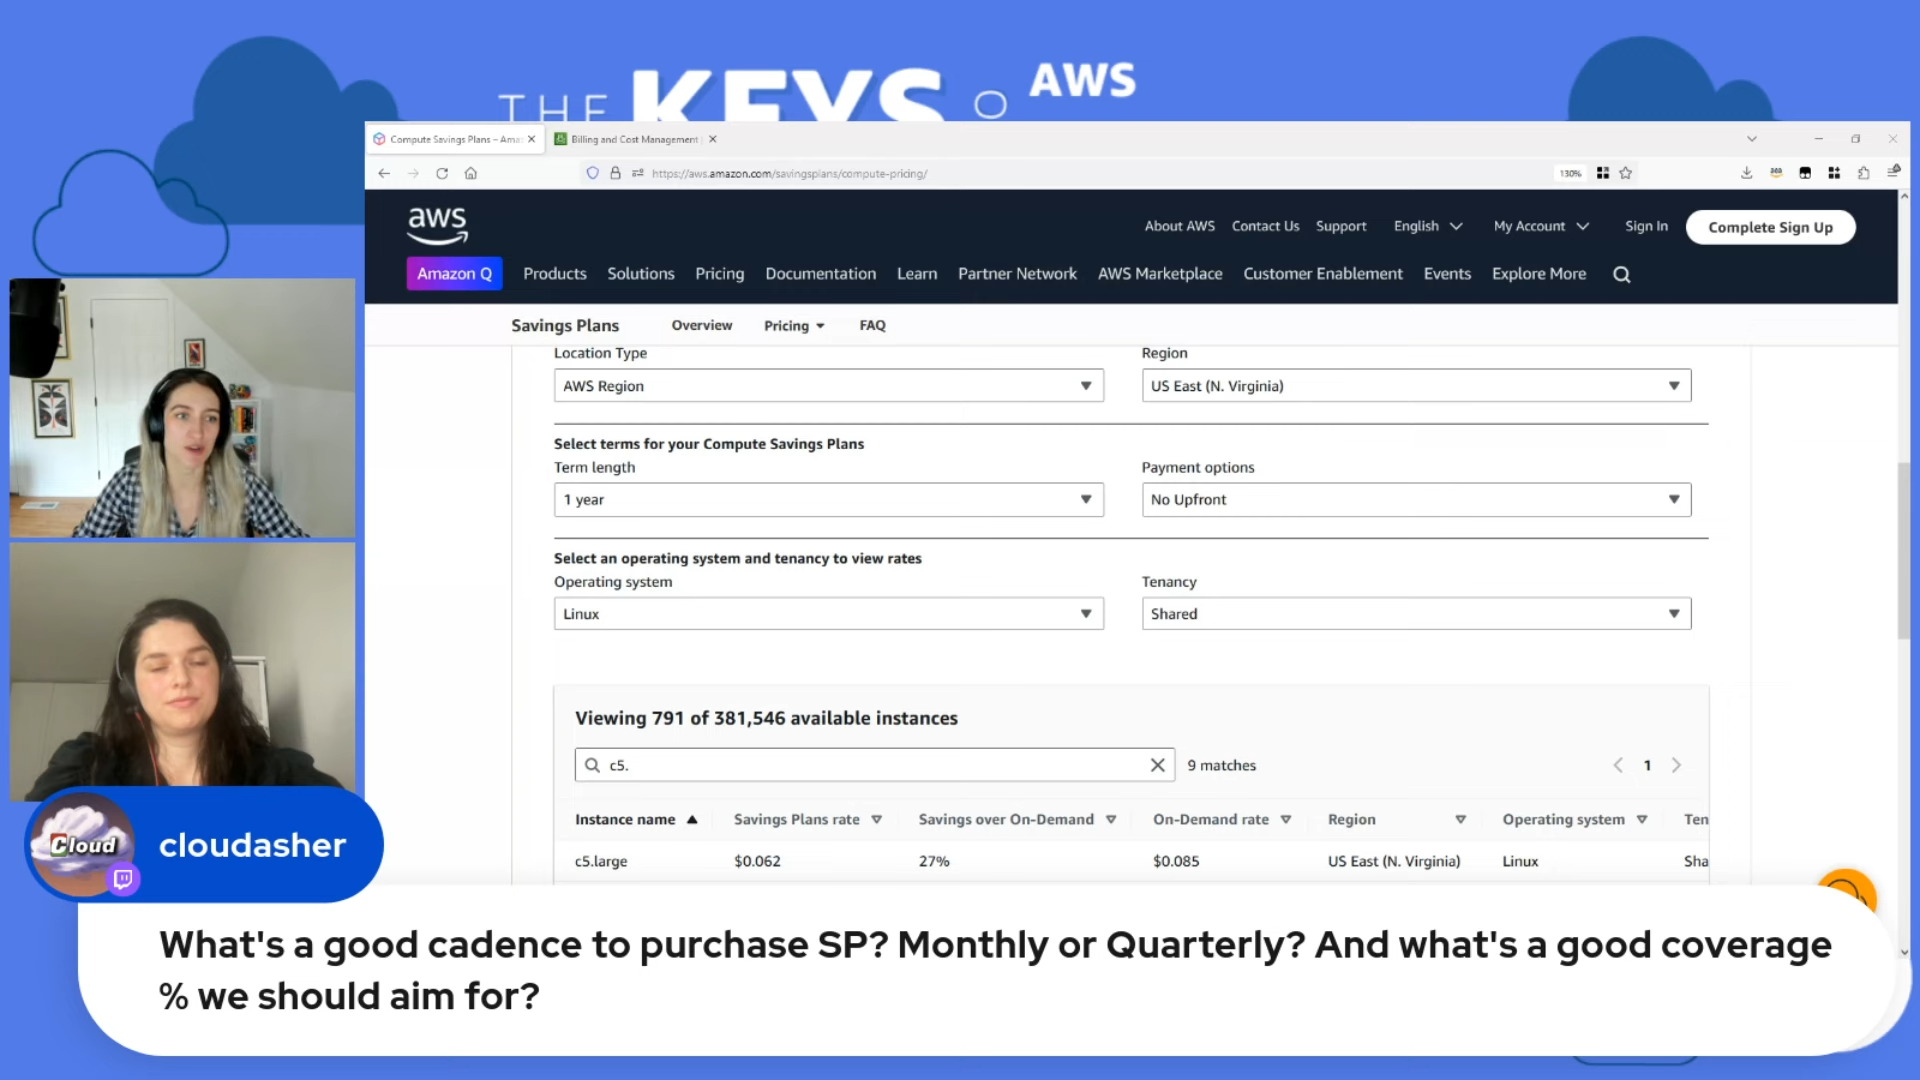 THE KEYS O AWS
Compute Savings Plans – Ama
Billing and Cost Management
https://aws.amazon.com/savingsplans/compute-pricing/
130%
aws
About AWS Contact Us Support English My Account Sign In Complete Sign Up
Amazon Q Products Solutions Pricing Documentation Learn Partner Network AWS Marketplace Customer Enablement Events Explore More
Savings Plans Overview Pricing FAQ
Location Type Region
AWS Region US East (N. Virginia)
Select terms for your Compute Savings Plans
Term length Payment options
1 year No Upfront
Select an operating system and tenancy to view rates
Operating system Tenancy
Linux Shared
Viewing 791 of 381,546 available instances
c5. 9 matches 1
Instance name Savings Plans rate Savings over On-Demand On-Demand rate Region Operating system Ten
c5.large $0.062 27% $0.085 US East (N. Virginia) Linux Sha
Cloud
cloudasher
What's a good cadence to purchase SP? Monthly or Quarterly? And what's a good coverage
% we should aim for?